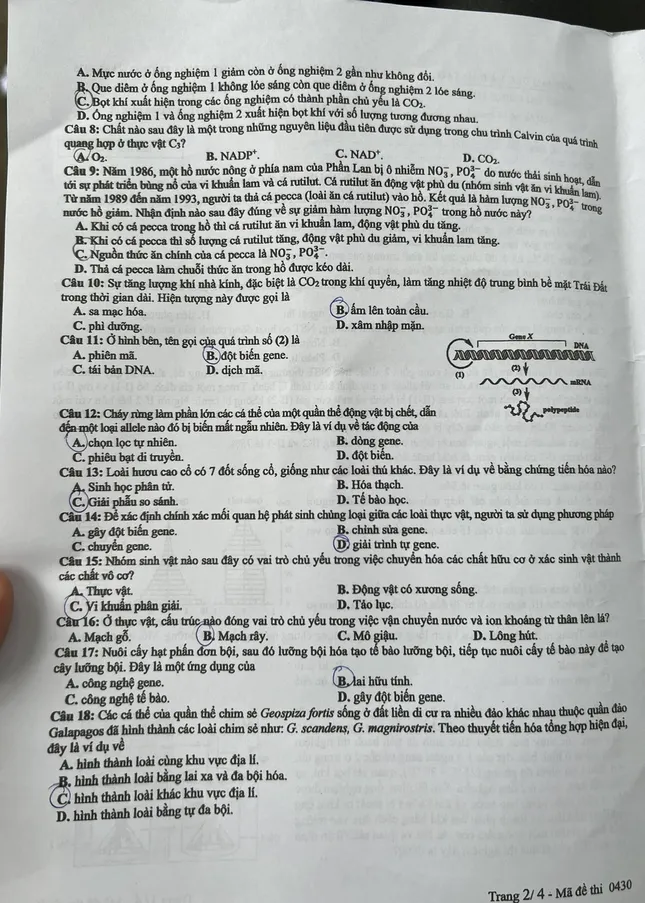 A. Mực nước ở ống nghiệm 1 giảm còn ở ống nghiệm 2 gần như không đổi.
B. Que diêm ở ống nghiệm 1 không lóe sáng còn que diêm ở ống nghiệm 2 lóe sáng.
C. Bọt khí xuất hiện trong các ống nghiệm có thành phần chủ yếu là CO₂.
D. Ống nghiệm 1 và ống nghiệm 2 xuất hiện bọt khí với số lượng tương đương nhau.
Câu 8: Chất nào sau đây là một trong những nguyên liệu đầu tiên được sử dụng trong chu trình Calvin của quá trình
quang hợp ở thực vật C₃?
A. O₂. B. NADP⁺. C. NAD⁺. D. CO₂.
Câu 9: Năm 1986, một hồ nước nông ở phía nam của Phần Lan bị ô nhiễm NO₃⁻, PO₄³⁻ do nước thải sinh hoạt, dẫn
tới sự phát triển bùng nổ của vi khuẩn lam và cá rutilut. Cá rutilut ăn động vật phù du (nhóm sinh vật ăn vi khuẩn lam).
Từ năm 1989 đến năm 1993, người ta thả cá pecca (loài ăn cá rutilut) vào hồ. Kết quả là hàm lượng NO₃⁻, PO₄³⁻ trong
nước hồ giảm. Nhận định nào sau đây đúng về sự giảm hàm lượng NO₃⁻, PO₄³⁻ trong hồ nước này?
A. Khi có cá pecca trong hồ thì cá rutilut ăn vi khuẩn lam, động vật phù du tăng.
B. Khi có cá pecca thì số lượng cá rutilut tăng, động vật phù du giảm, vi khuẩn lam tăng.
C. Nguồn thức ăn chính của cá pecca là NO₃⁻, PO₄³⁻.
D. Thả cá pecca làm chuỗi thức ăn trong hồ được kéo dài.
Câu 10: Sự tăng lượng khí nhà kính, đặc biệt là CO₂ trong khí quyển, làm tăng nhiệt độ trung bình bề mặt Trái Đất
trong thời gian dài. Hiện tượng này được gọi là
A. sa mạc hóa. B. ấm lên toàn cầu.
C. phì dưỡng. D. xâm nhập mặn.
Câu 11: Ở hình bên, tên gọi của quá trình số (2) là
A. phiên mã. B. đột biến gene.
C. tái bản DNA. D. dịch mã.
Gene X
DNA
(1)
(2)
mRNA
(3)
polypeptide
Câu 12: Cháy rừng làm phần lớn các cá thể của một quần thể động vật bị chết, dẫn
đến một loại allele nào đó bị biến mất ngẫu nhiên. Đây là ví dụ về tác động của
A. chọn lọc tự nhiên. B. dòng gene.
C. phiêu bạt di truyền. D. đột biến.
Câu 13: Loài hươu cao cổ có 7 đốt sống cổ, giống như các loài thú khác. Đây là ví dụ về bằng chứng tiến hóa nào?
A. Sinh học phân tử. B. Hóa thạch.
C. Giải phẫu so sánh. D. Tế bào học.
Câu 14: Để xác định chính xác mối quan hệ phát sinh chủng loại giữa các loài thực vật, người ta sử dụng phương pháp
A. gây đột biến gene. B. chỉnh sửa gene.
C. chuyển gene. D. giải trình tự gene.
Câu 15: Nhóm sinh vật nào sau đây có vai trò chủ yếu trong việc chuyển hóa các chất hữu cơ ở xác sinh vật thành
các chất vô cơ?
A. Thực vật. B. Động vật có xương sống.
C. Vi khuẩn phân giải. D. Tảo lục.
Câu 16: Ở thực vật, cấu trúc nào đóng vai trò chủ yếu trong việc vận chuyển nước và ion khoáng từ thân lên lá?
A. Mạch gỗ. B. Mạch rây. C. Mô giậu. D. Lông hút.
Câu 17: Nuôi cấy hạt phấn đơn bội, sau đó lưỡng bội hóa tạo tế bào lưỡng bội, tiếp tục nuôi cấy tế bào này để tạo
cây lưỡng bội. Đây là một ứng dụng của
A. công nghệ gene. B. lai hữu tính.
C. công nghệ tế bào. D. gây đột biến gene.
Câu 18: Các cá thể của quần thể chim sẻ Geospiza fortis sống ở đất liền di cư ra nhiều đảo khác nhau thuộc quần đảo
Galapagos đã hình thành các loài chim sẻ như: G. scandens, G. magnirostris. Theo thuyết tiến hóa tổng hợp hiện đại,
đây là ví dụ về
A. hình thành loài cùng khu vực địa lí.
B. hình thành loài bằng lai xa và đa bội hóa.
C. hình thành loài khác khu vực địa lí.
D. hình thành loài bằng tự đa bội.
Trang 2/ 4 - Mã đề thi 0430